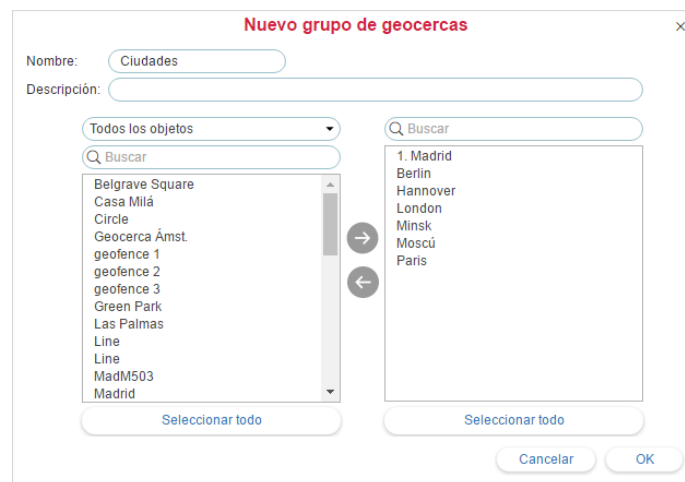 Nuevo grupo de geocercas
Nombre: Ciudades
Descripción:
Todos los objetos
Buscar
Belgrave Square
Casa Milá
Circle
Geocerca Ámst.
geofence 1
geofence 2
geofence 3
Green Park
Las Palmas
Line
Line
MadM503
Madrid
Seleccionar todo
Buscar
1. Madrid
Berlin
Hannover
London
Minsk
Moscú
Paris
Seleccionar todo
Cancelar
OK